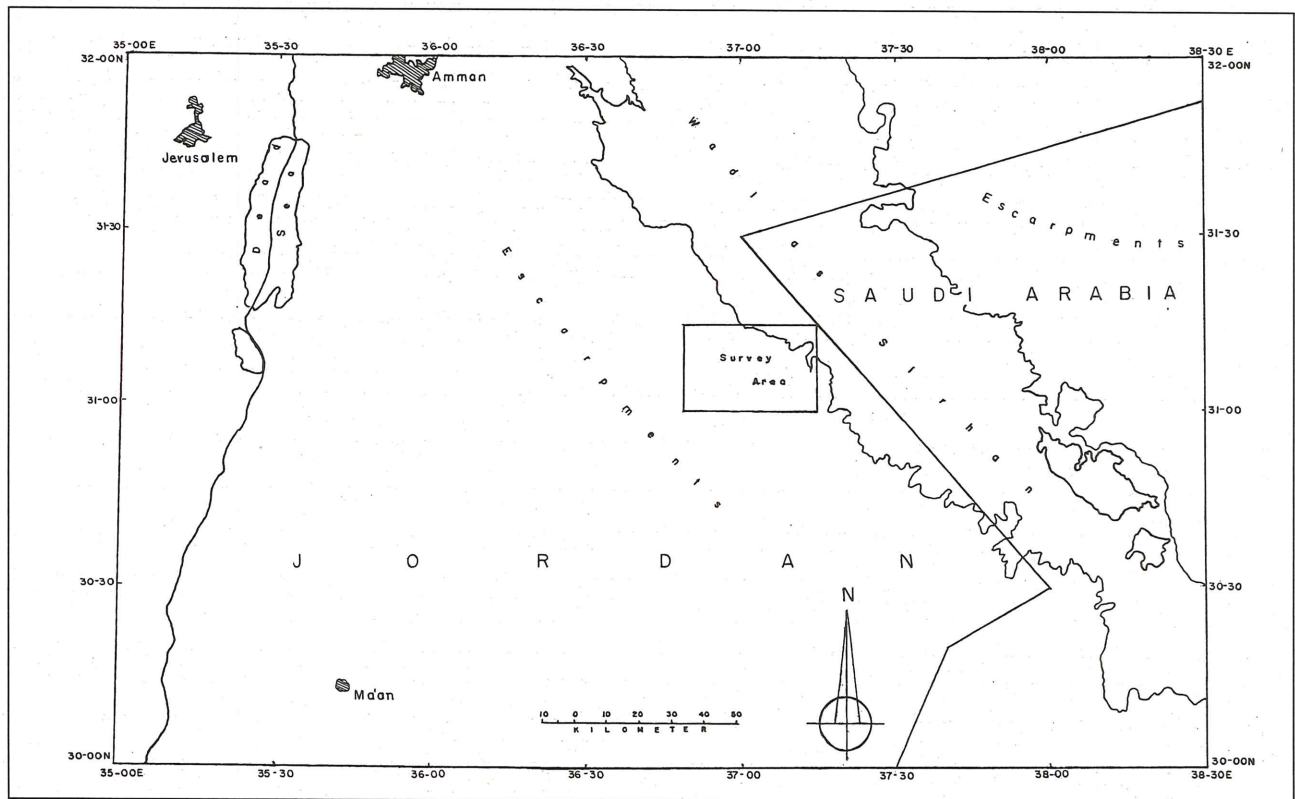 35-00E 35-30 36-00 36-30 37-00 37-30 38-00 38-30 E
32-00N 32-00N
Amman
Jerusalem
Dead
Sea
Wadi as Sirhan
Escarpments
31-30 31-30
Escarpments
SAUDI ARABIA
Survey
Area
31-00 31-00
JORDAN
30-30 30-30
N
Ma'an
10 0 10 20 30 40 50
KILOMETER
30-00N 30-00N
35-00E 35-30 36-00 36-30 37-00 37-30 38-00 38-30E